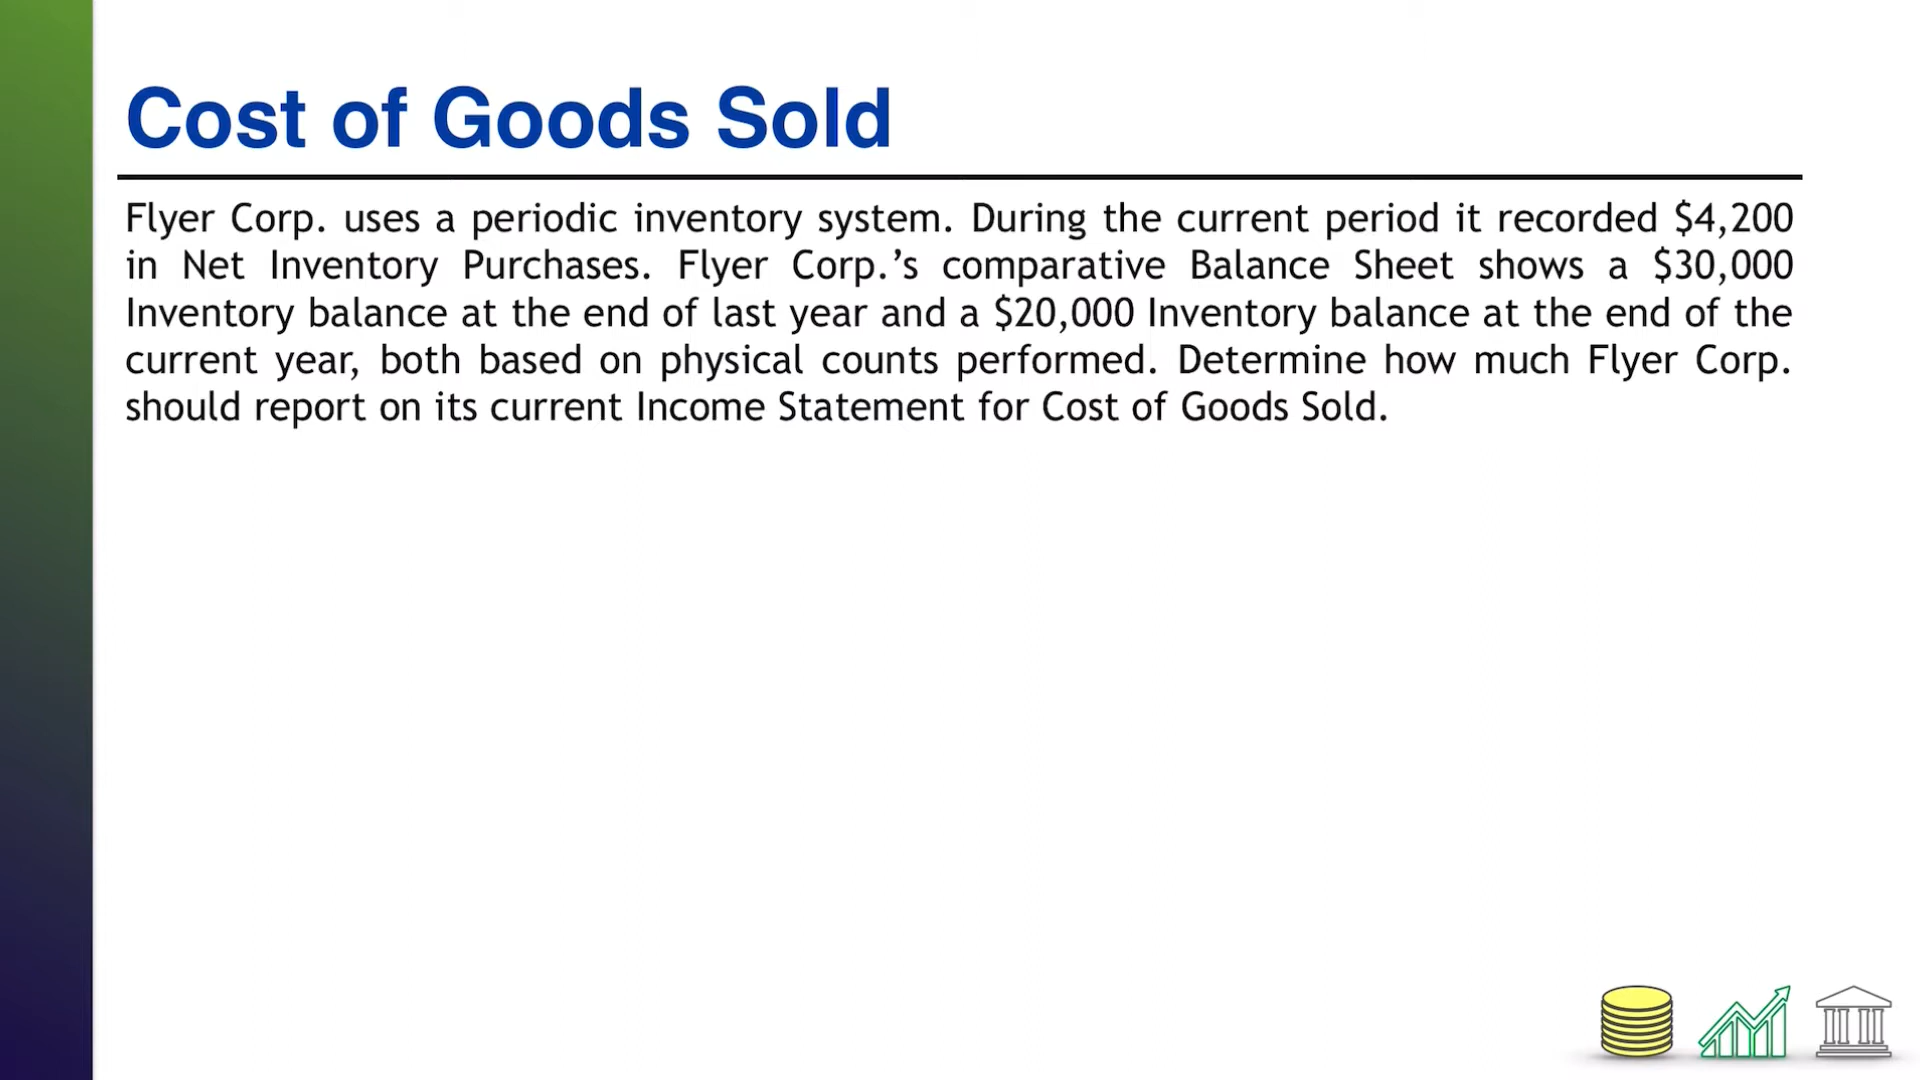 Cost of Goods Sold
Flyer Corp. uses a periodic inventory system. During the current period it recorded $4,200
in Net Inventory Purchases. Flyer Corp.’s comparative Balance Sheet shows a $30,000
Inventory balance at the end of last year and a $20,000 Inventory balance at the end of the
current year, both based on physical counts performed. Determine how much Flyer Corp.
should report on its current Income Statement for Cost of Goods Sold.